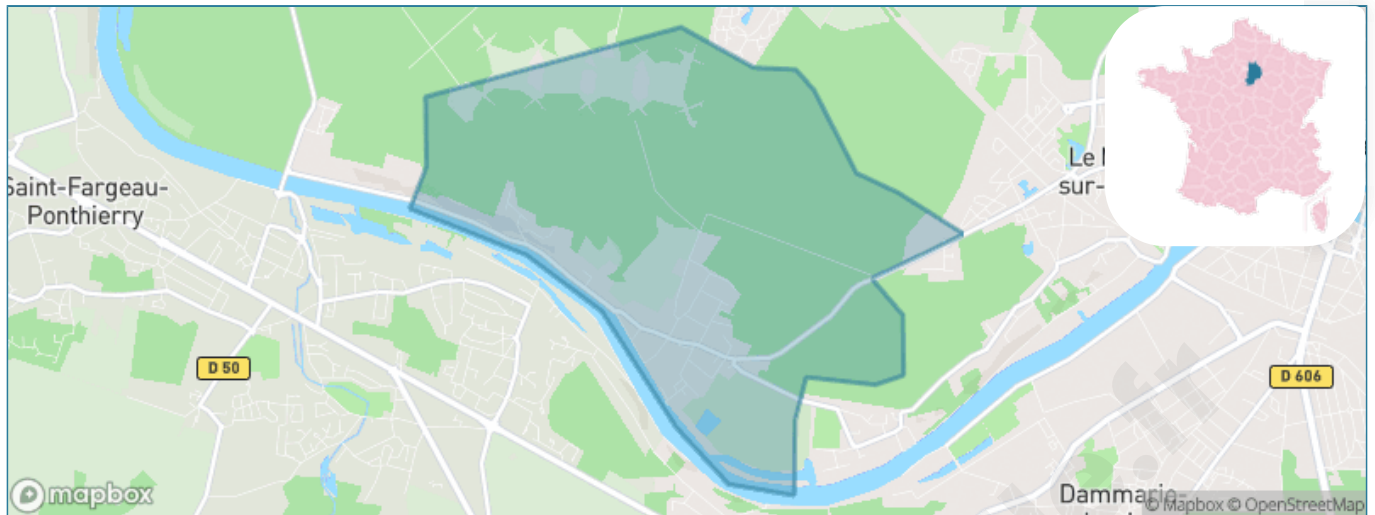 Saint-Fargeau-
Ponthierry
Le
sur-
D 50
D 606
Dammarie-
mapbox
© Mapbox © OpenStreetMap